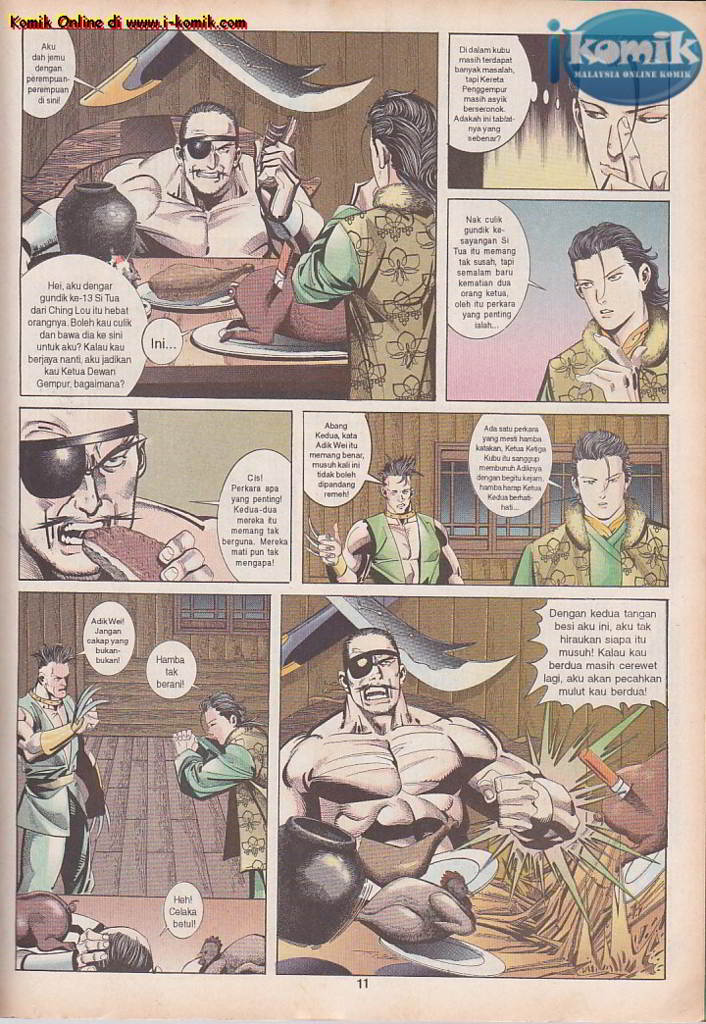 Komik Online di www.i-komik.com
ikomik
MALAYSIA ONLINE KOMIK
Aku
dah jemu
dengan
perempuan-
perempuan
di sini!
Hei, aku dengar
gundik ke-13 Si Tua
dari Ching Lou itu hebat
orangnya. Boleh kau culik
dan bawa dia ke sini
untuk aku? Kalau kau
berjaya nanti, aku jadikan
kau Ketua Dewan
Gempur, bagaimana?
Ini...
Di dalam kubu
masih terdapat
banyak masalah,
tapi Kereta
Penggempur
masih asyik
berseronok.
Adakah ini tabiat-
nya yang
sebenar?
Nak culik
gundik ke-
sayangan Si
Tua itu memang
tak susah, tapi
semalam baru
kematian dua
orang ketua,
oleh itu perkara
yang penting
ialah...
Cis!
Perkara apa
yang penting!
Kedua-dua
mereka itu
memang tak
berguna. Mereka
mati pun tak
mengapa!
Abang
Kedua, kata
Adik Wei itu
memang benar,
musuh kali ini
tidak boleh
dipandang
remeh!
Ada satu perkara
yang mesti hamba
katakan, Ketua Ketiga
Kubu itu sanggup
membunuh Adiknya
dengan begitu kejam,
hamba harap Ketua
Kedua berhati-
hati...
Adik Wei!
Jangan
cakap yang
bukan-
bukan!
Hamba
tak
berani!
Heh!
Celaka
betul!
Dengan kedua tangan
besi aku ini, aku tak
hiraukan siapa itu
musuh! Kalau kau
berdua masih cerewet
lagi, aku akan pecahkan
mulut kau berdua!
11